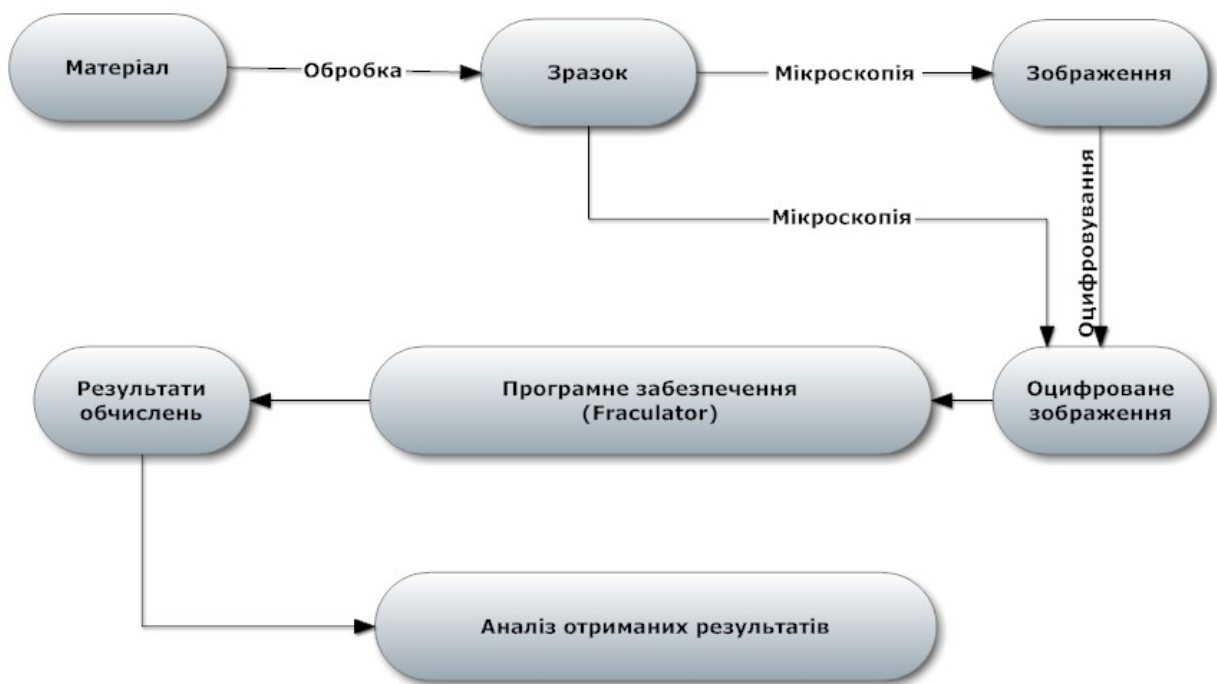 Матеріал
Обробка
Зразок
Мікроскопія
Зображення
Мікроскопія
Оцифровування
Результати
обчислень
Програмне забезпечення
(Fraculator)
Оцифроване
зображення
Аналіз отриманих результатів